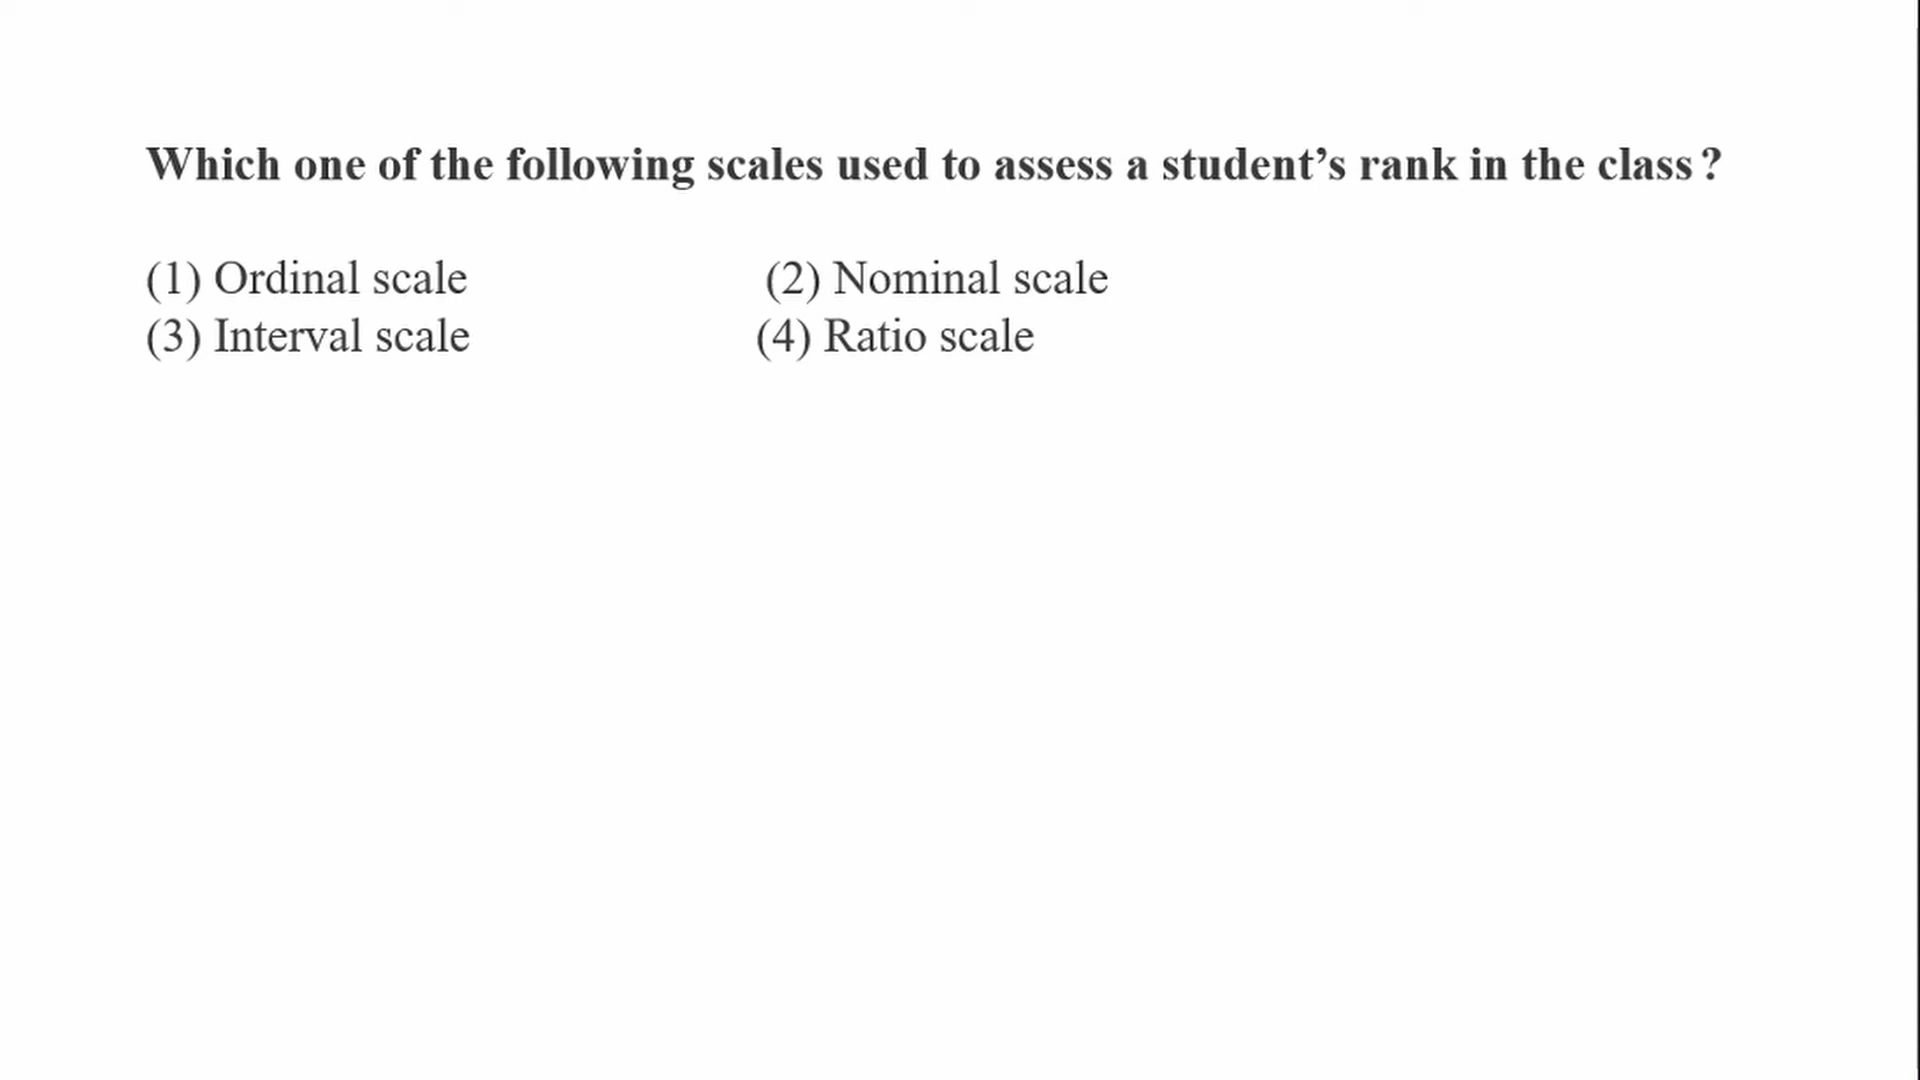 Which one of the following scales used to assess a student’s rank in the class ?
(1) Ordinal scale (2) Nominal scale
(3) Interval scale (4) Ratio scale